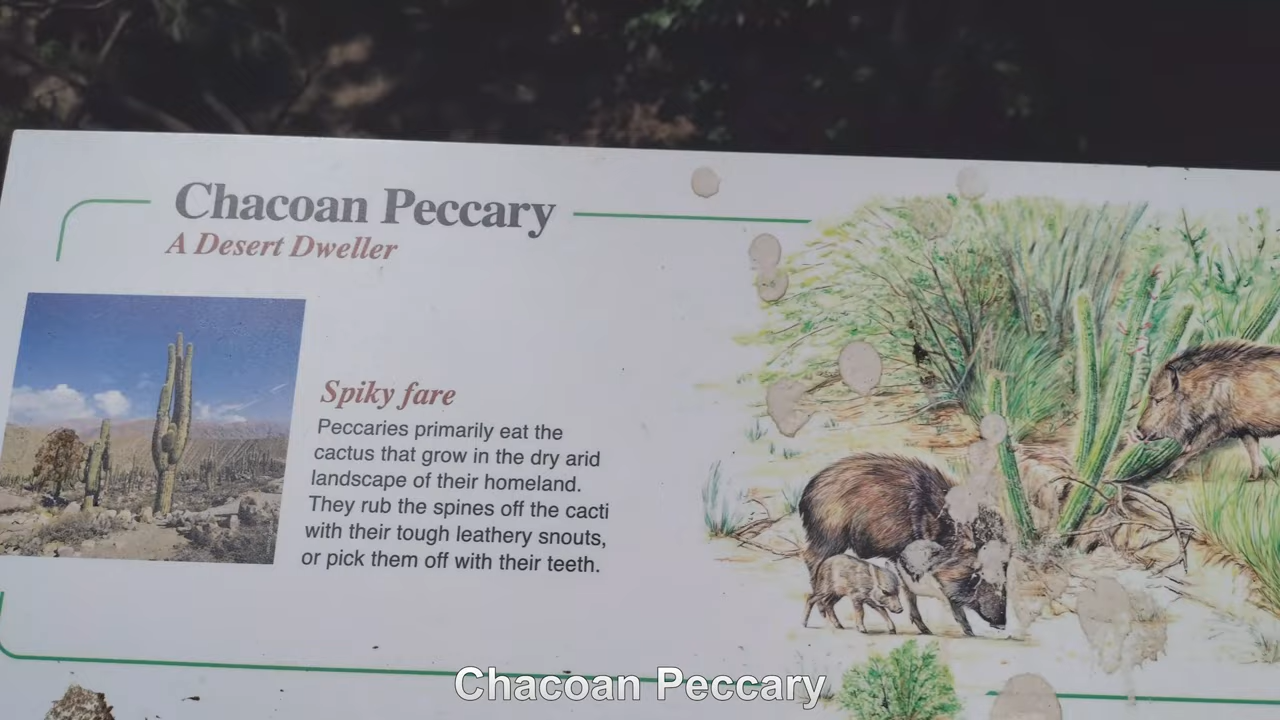 Chacoan Peccary
A Desert Dweller
Spiky fare
Peccaries primarily eat the
cactus that grow in the dry arid
landscape of their homeland.
They rub the spines off the cacti
with their tough leathery snouts,
or pick them off with their teeth.
Chacoan Peccary